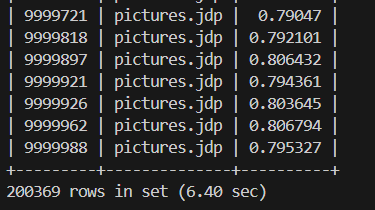 | 9999721 | pictures.jdp |  0.79047 |
| 9999818 | pictures.jdp | 0.792101 |
| 9999897 | pictures.jdp | 0.806432 |
| 9999921 | pictures.jdp | 0.794361 |
| 9999926 | pictures.jdp | 0.803645 |
| 9999962 | pictures.jdp | 0.806794 |
| 9999988 | pictures.jdp | 0.795327 |
+---------+--------------+----------+
200369 rows in set (6.40 sec)